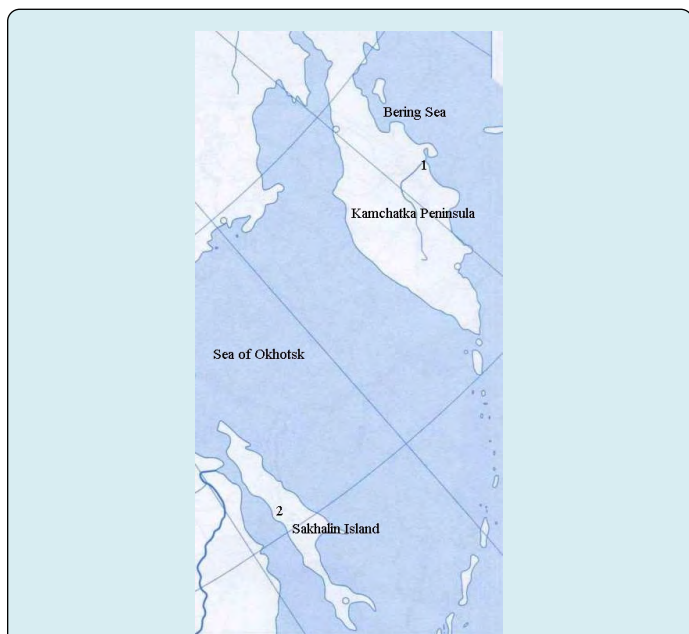 Bering Sea
1
Kamchatka Peninsula
Sea of Okhotsk
2
Sakhalin Island